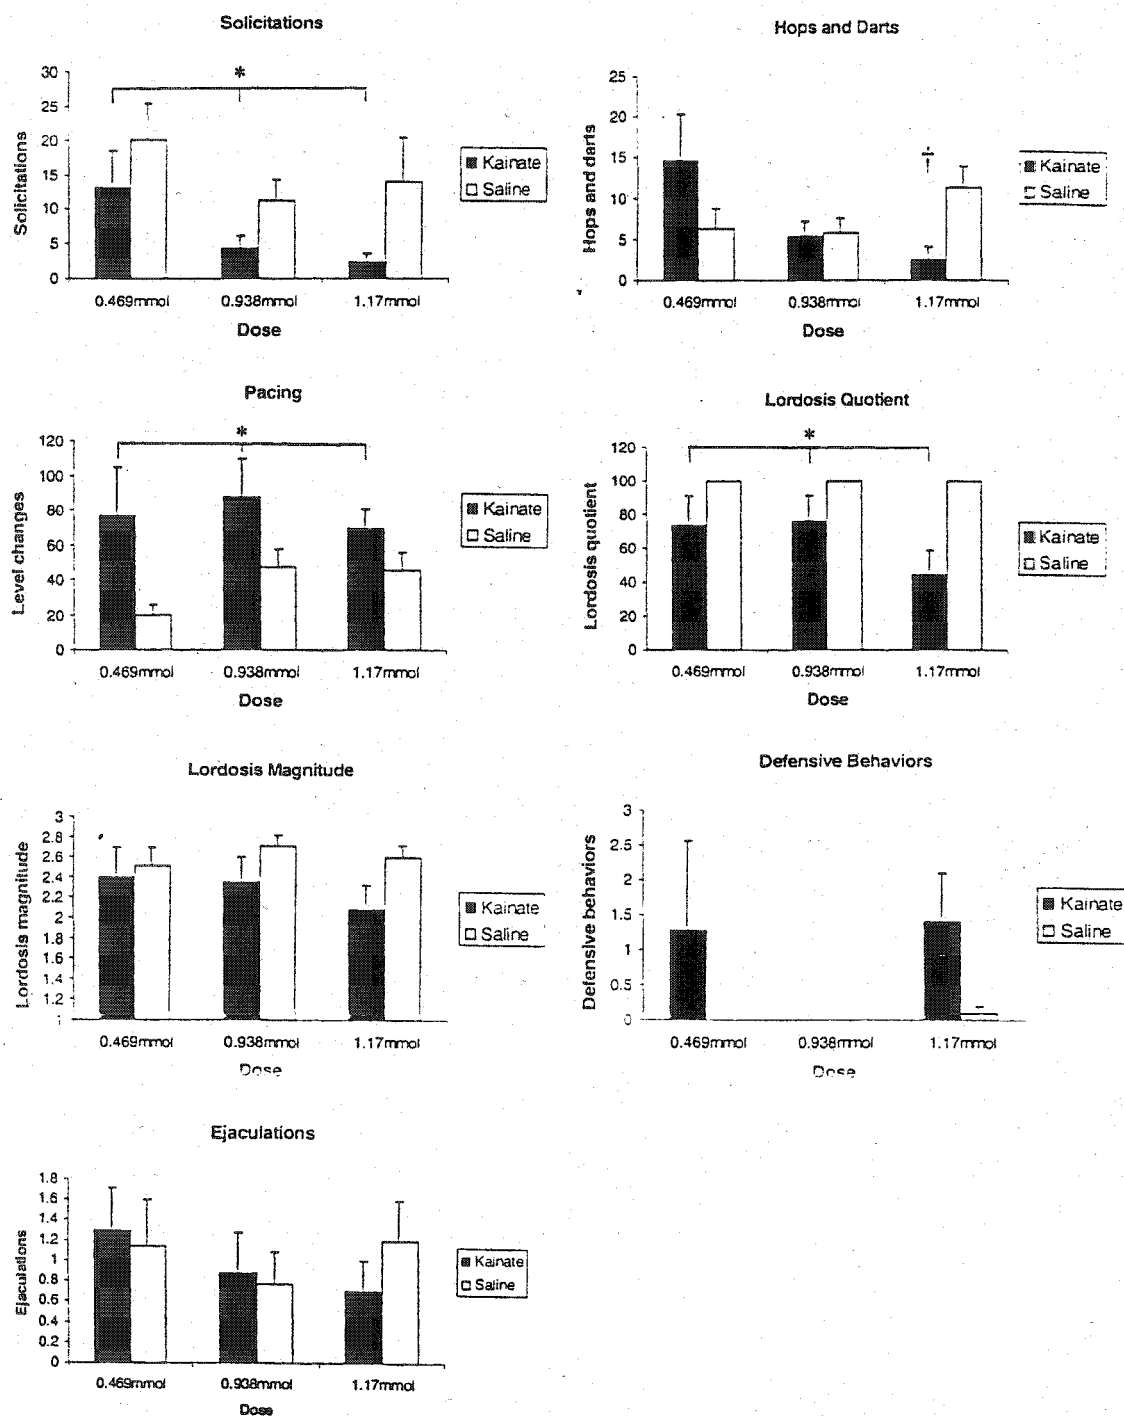 Solicitations
*
Solicitations
30
25
20
15
10
5
0
0.469mmol 0.938mmol 1.17mmol
Dose
Kainate
Saline
Hops and Darts
†
Hops and darts
25
20
15
10
5
0
0.469mmol 0.938mmol 1.17mmol
Dose
Kainate
Saline
Pacing
*
Level changes
120
100
80
60
40
20
0
0.469mmol 0.938mmol 1.17mmol
Dose
Kainate
Saline
Lordosis Quotient
*
Lordosis quotient
120
100
80
60
40
20
0
0.469mmol 0.938mmol 1.17mmol
Dose
Kainate
Saline
Lordosis Magnitude
Lordosis magnitude
3
2.8
2.6
2.4
2.2
2
1.8
1.6
1.4
1.2
1
0.469mmol 0.938mmol 1.17mmol
Dose
Kainate
Saline
Defensive Behaviors
Defensive behaviors
3
2.5
2
1.5
1
0.5
0
0.469mmol 0.938mmol 1.17mmol
Dose
Kainate
Saline
Ejaculations
Ejaculations
1.8
1.6
1.4
1.2
1
0.8
0.6
0.4
0.2
0
0.469mmol 0.938mmol 1.17mmol
Dose
Kainate
Saline